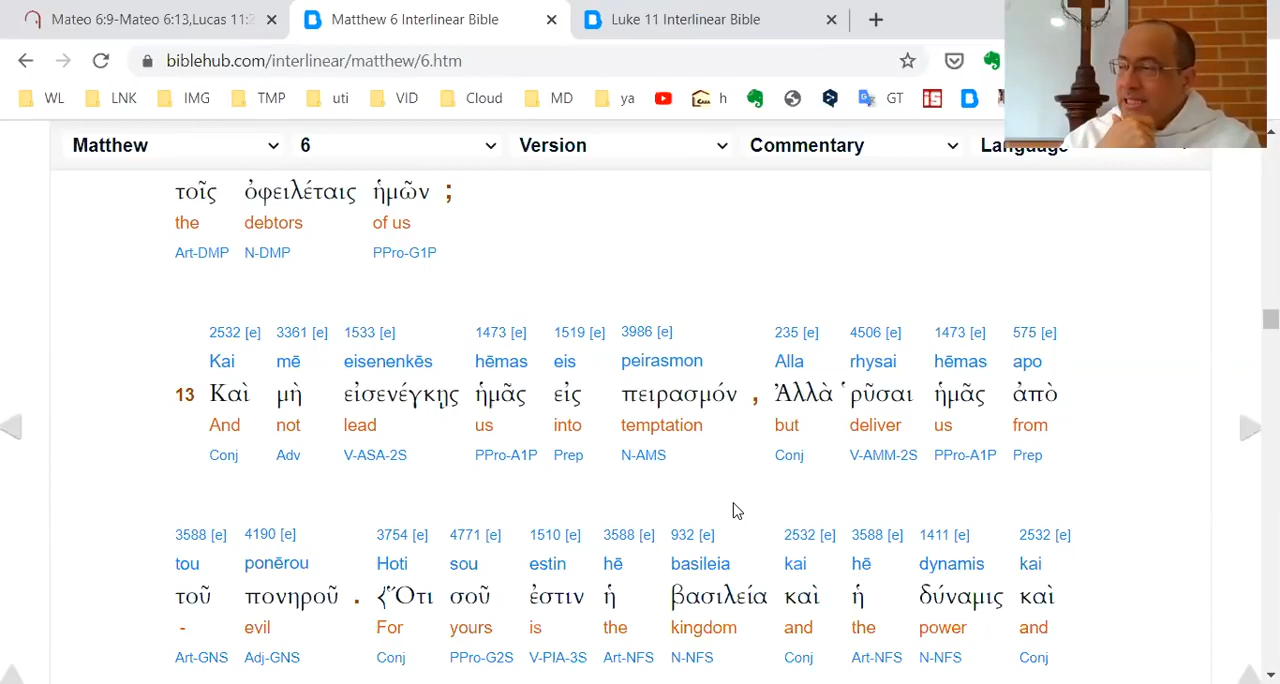 Mateo 6:9-Mateo 6:13,Lucas 11:2 Matthew 6 Interlinear Bible Luke 11 Interlinear Bible
biblehub.com/interlinear/matthew/6.htm
WL LNK IMG TMP uti VID Cloud MD ya h GT
Matthew 6 Version Commentary Language
τοῖς ὀφειλέταις ἡμῶν ;
the debtors of us
Art-DMP N-DMP PPro-G1P
2532 [e] 3361 [e] 1533 [e] 1473 [e] 1519 [e] 3986 [e] 235 [e] 4506 [e] 1473 [e] 575 [e]
Kai mē eisenenkēs hēmas eis peirasmon Alla rhysai hēmas apo
13 Καὶ μὴ εἰσενέγκῃς ἡμᾶς εἰς πειρασμόν , Ἀλλὰ ῥῦσαι ἡμᾶς ἀπὸ
And not lead us into temptation but deliver us from
Conj Adv V-ASA-2S PPro-A1P Prep N-AMS Conj V-AMM-2S PPro-A1P Prep
3588 [e] 4190 [e] 3754 [e] 4771 [e] 1510 [e] 3588 [e] 932 [e] 2532 [e] 3588 [e] 1411 [e] 2532 [e]
tou ponērou Hoti sou estin hē basileia kai hē dynamis kai
τοῦ πονηροῦ . ⧼Ὅτι σοῦ ἐστιν ἡ βασιλεία καὶ ἡ δύναμις καὶ
- evil For yours is the kingdom and the power and
Art-GNS Adj-GNS Conj PPro-G2S V-PIA-3S Art-NFS N-NFS Conj Art-NFS N-NFS Conj